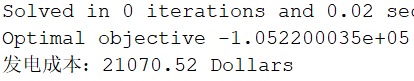 Solved in 0 iterations and 0.02
Optimal objective -1.052200035e+05
发电成本：21070.52 Dollars